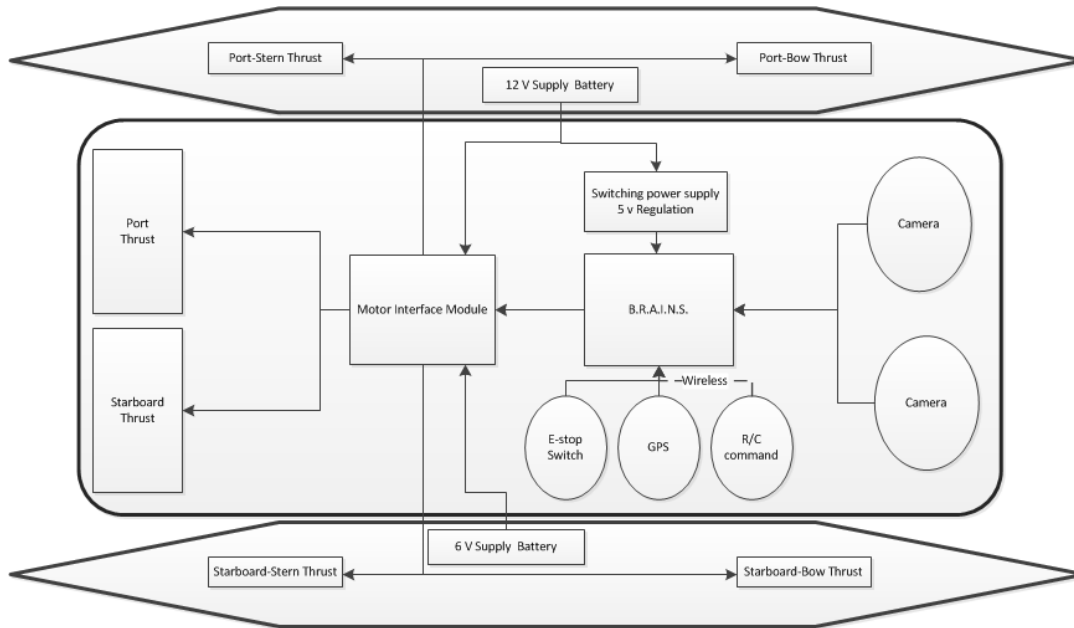 Port-Stern Thrust
Port-Bow Thrust
12 V Supply Battery
Port
Thrust
Switching power supply
5 v Regulation
Camera
Motor Interface Module
B.R.A.I.N.S.
Wireless
Starboard
Thrust
E-stop
Switch
GPS
R/C
command
Camera
6 V Supply Battery
Starboard-Stern Thrust
Starboard-Bow Thrust